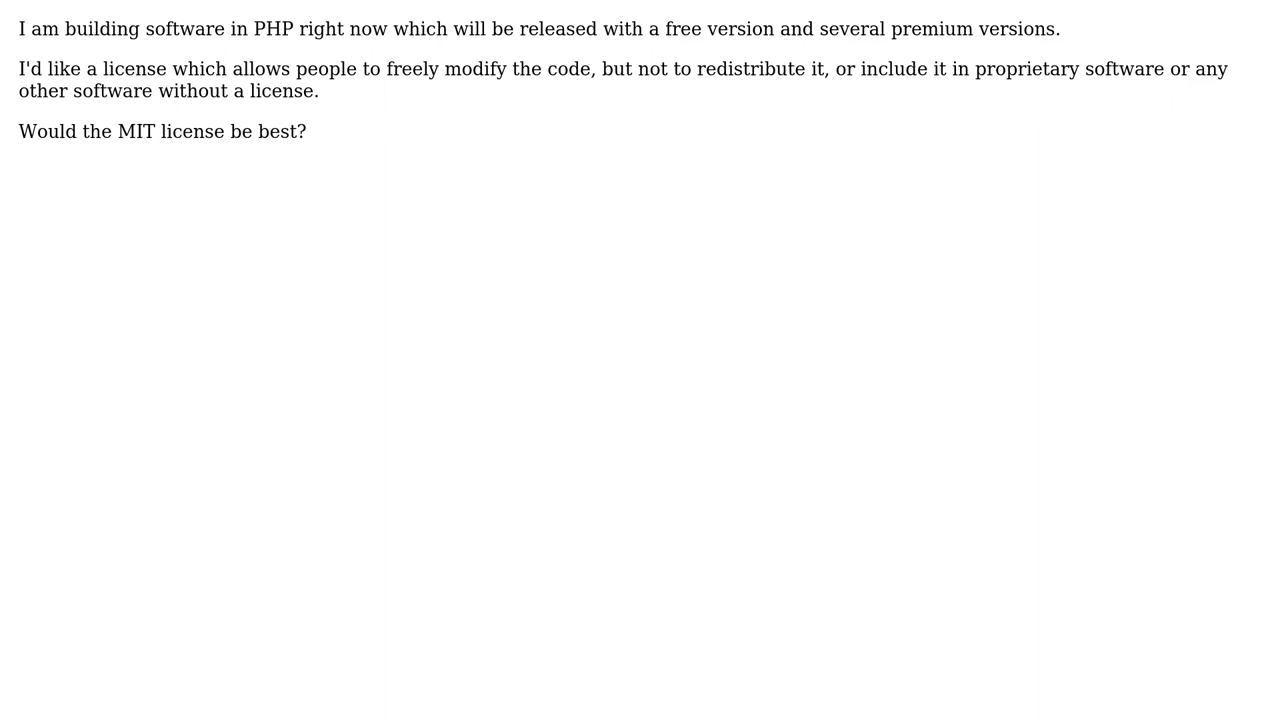 I am building software in PHP right now which will be released with a free version and several premium versions.
I'd like a license which allows people to freely modify the code, but not to redistribute it, or include it in proprietary software or any
other software without a license.
Would the MIT license be best?